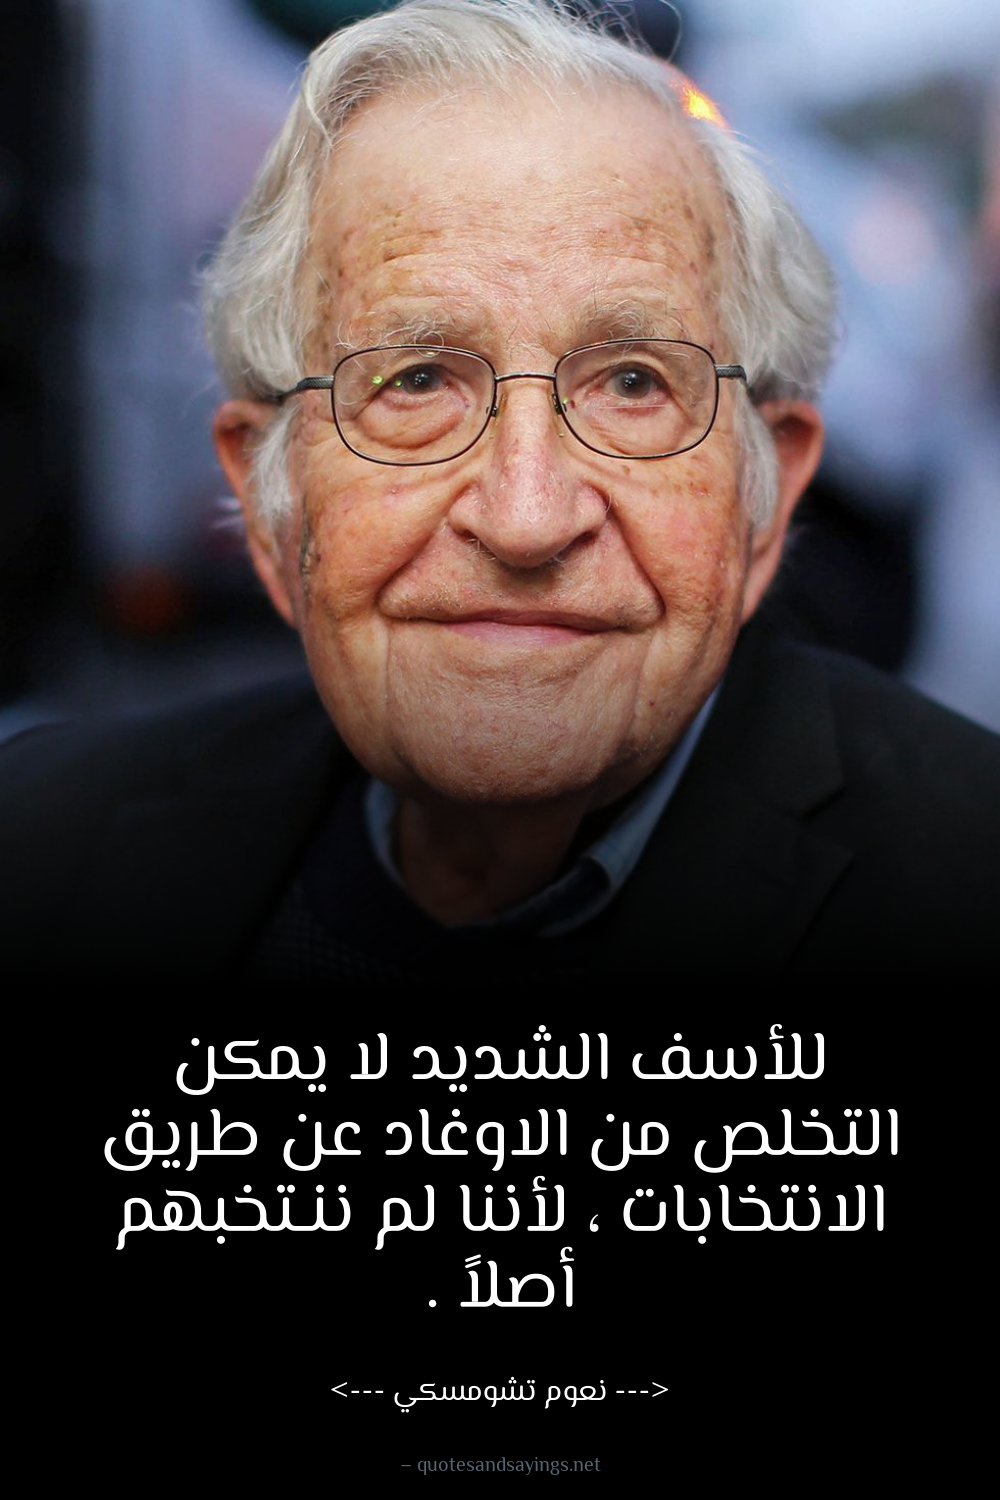 للأسف الشديد لا يمكن
التخلص من الاوغاد عن طريق
الانتخابات ، لأننا لم ننتخبهم
أصلاً .
<--- نعوم تشومسكي --->
– quotesandsayings.net